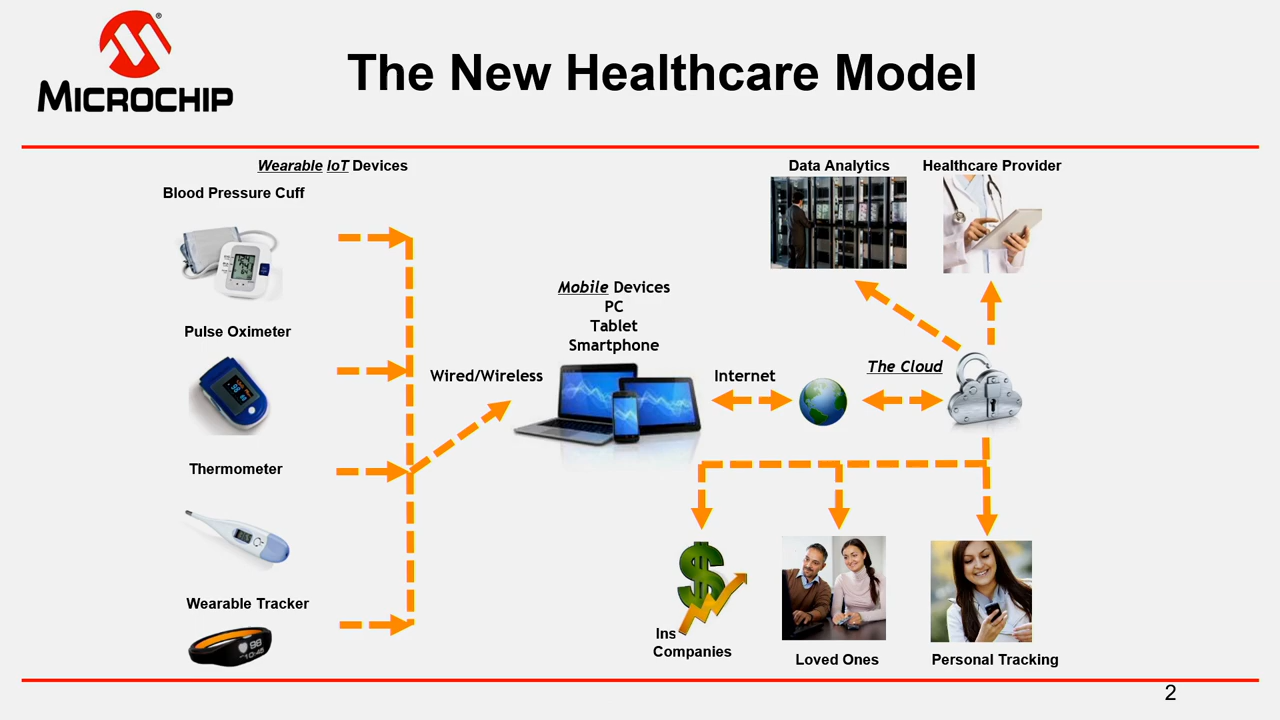 MICROCHIP
The New Healthcare Model
Wearable IoT Devices
Blood Pressure Cuff
Pulse Oximeter
Thermometer
Wearable Tracker
Wired/Wireless
Mobile Devices
PC
Tablet
Smartphone
Internet
The Cloud
Data Analytics
Healthcare Provider
Ins
Companies
Loved Ones
Personal Tracking
2